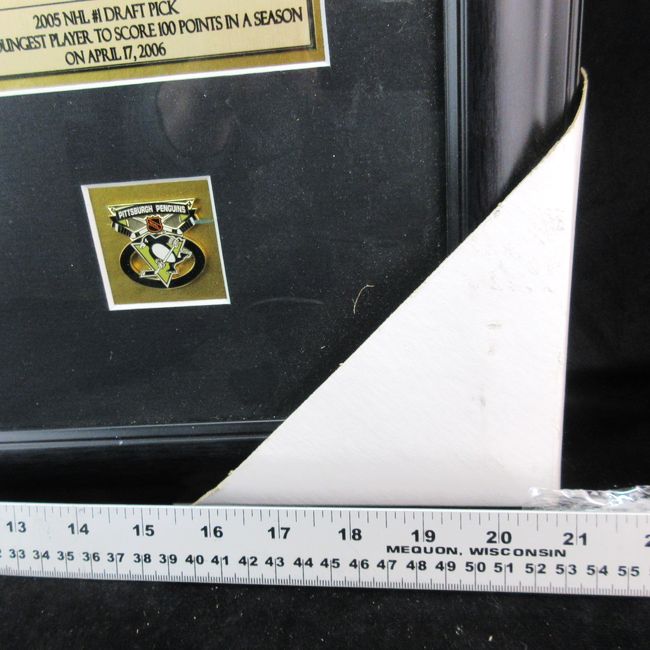 2005 NHL #1 DRAFT PICK
PLAYER TO SCORE 100 POINTS IN A SEASON
ON APRIL 17, 2006
PITTSBURGH PENGUINS
13 14 15 16 17 18 19 20 21
MEQUON, WISCONSIN
33 34 35 36 37 38 39 40 41 42 43 44 45 46 47 48 49 50 51 52 53 54 55